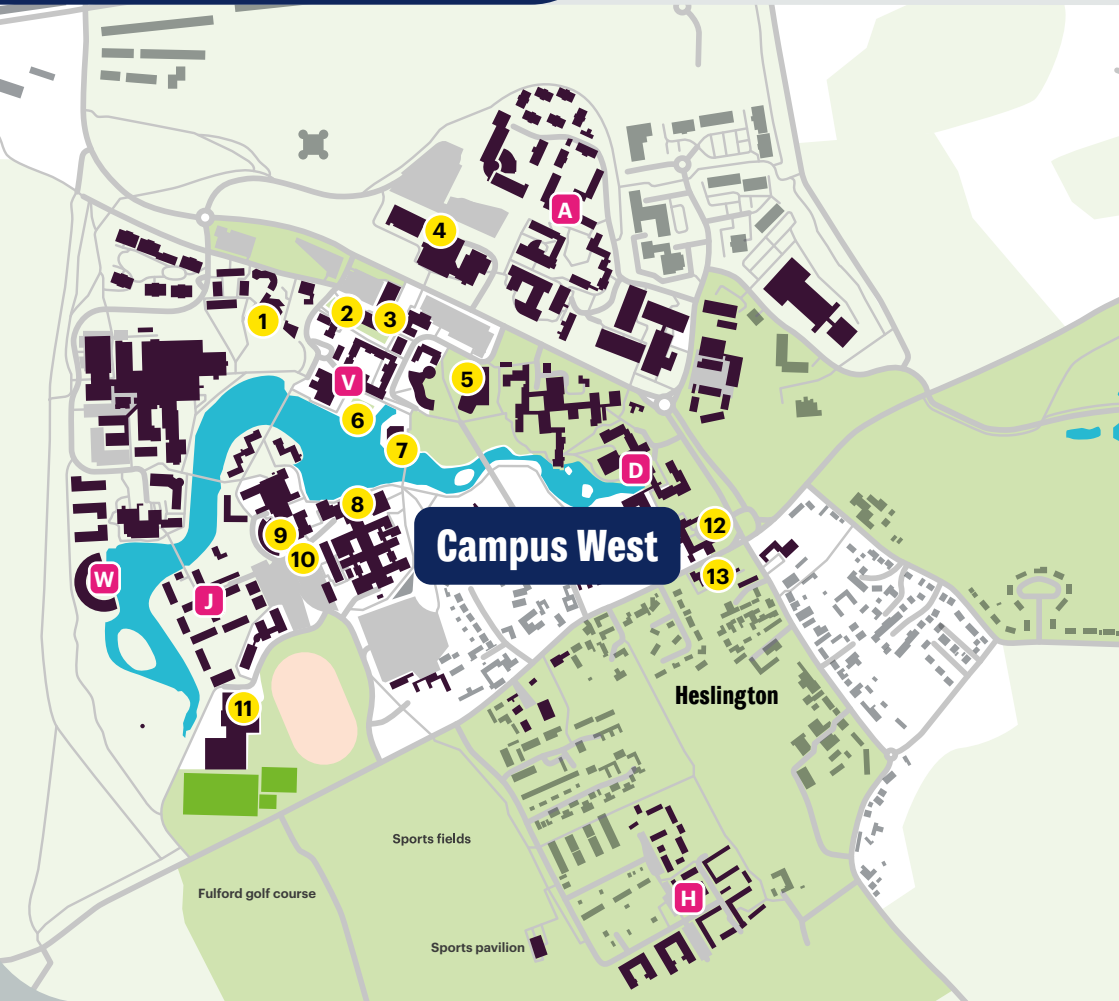 A
4
1
2
3
V
5
6
7
D
8
9
10
Campus West
12
13
W
J
Heslington
11
Sports fields
Fulford golf course
H
Sports pavilion